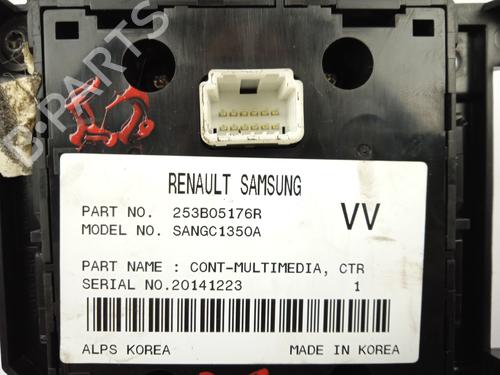 RENAULT SAMSUNG
PART NO. 253B05176R
VV
MODEL NO. SANGC1350A
PART NAME : CONT-MULTIMEDIA, CTR
SERIAL NO.20141223 1
ALPS KOREA MADE IN KOREA
B-PARTS